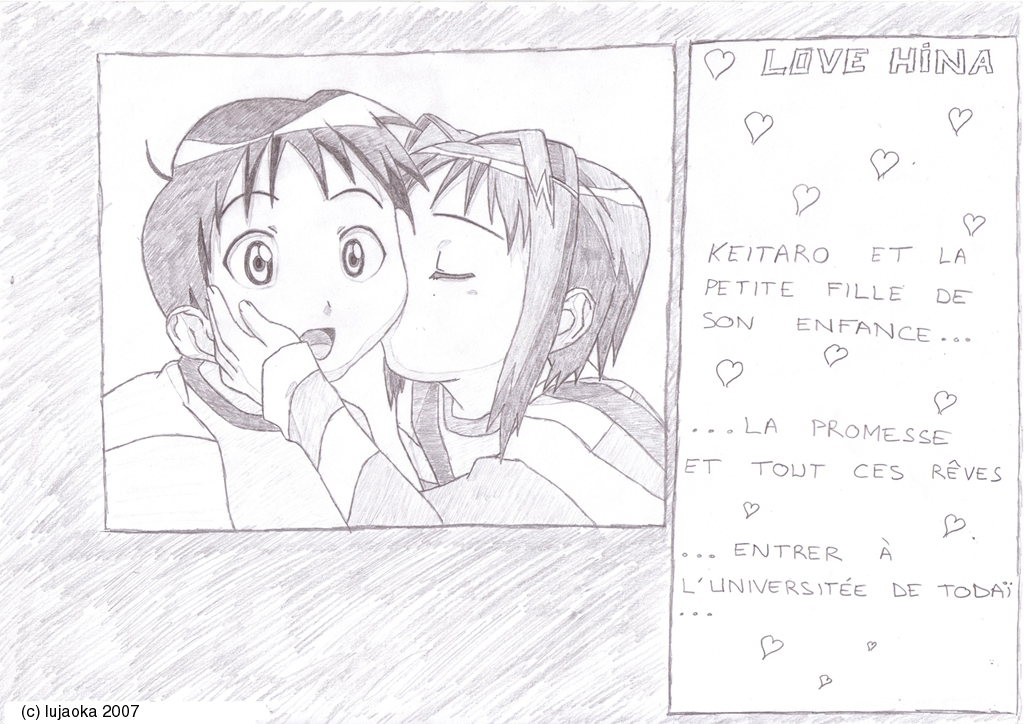 LOVE HINA
KEITARO ET LA
PETITE FILLE DE
SON ENFANCE...
...LA PROMESSE
ET TOUT CES RÊVES
... ENTRER À
L'UNIVERSITÉE DE TODAÏ
...
(c) lujaoka 2007